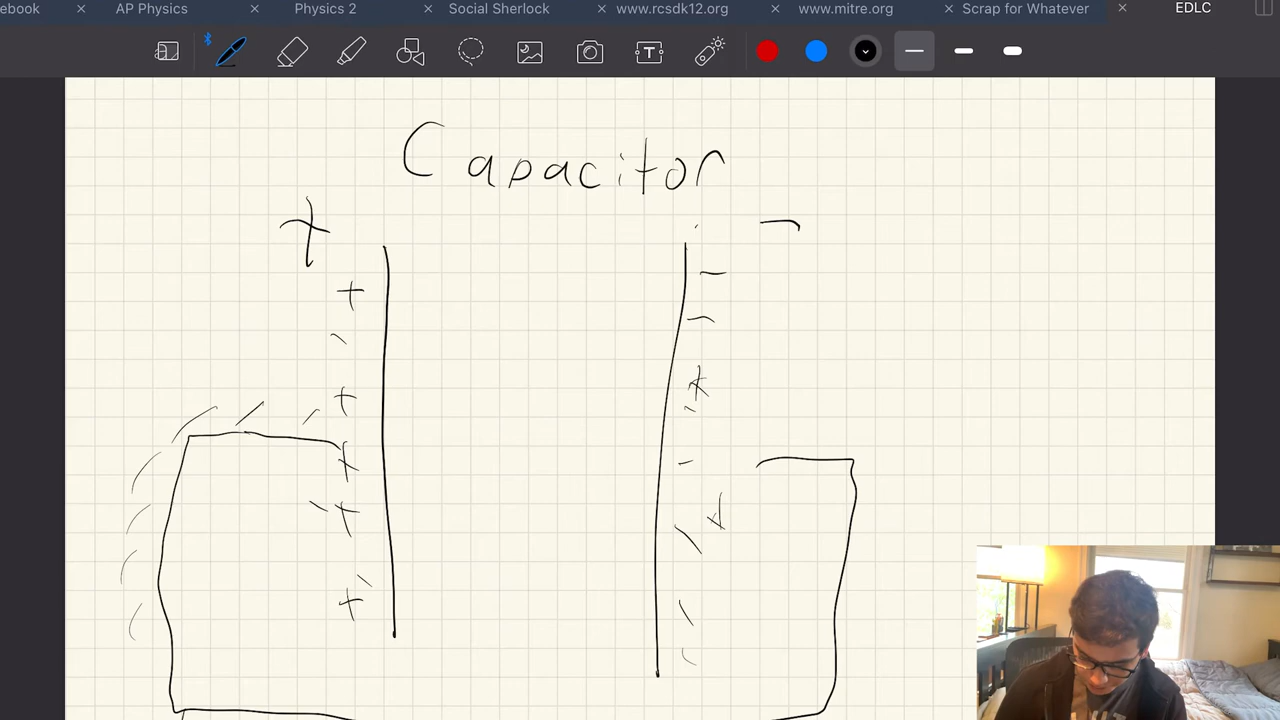 ebook AP Physics Physics 2 Social Sherlock www.rcsdk12.org www.mitre.org Scrap for Whatever EDLC
T
Capacitor
+ -
+ -
-
+
+
+
+
+